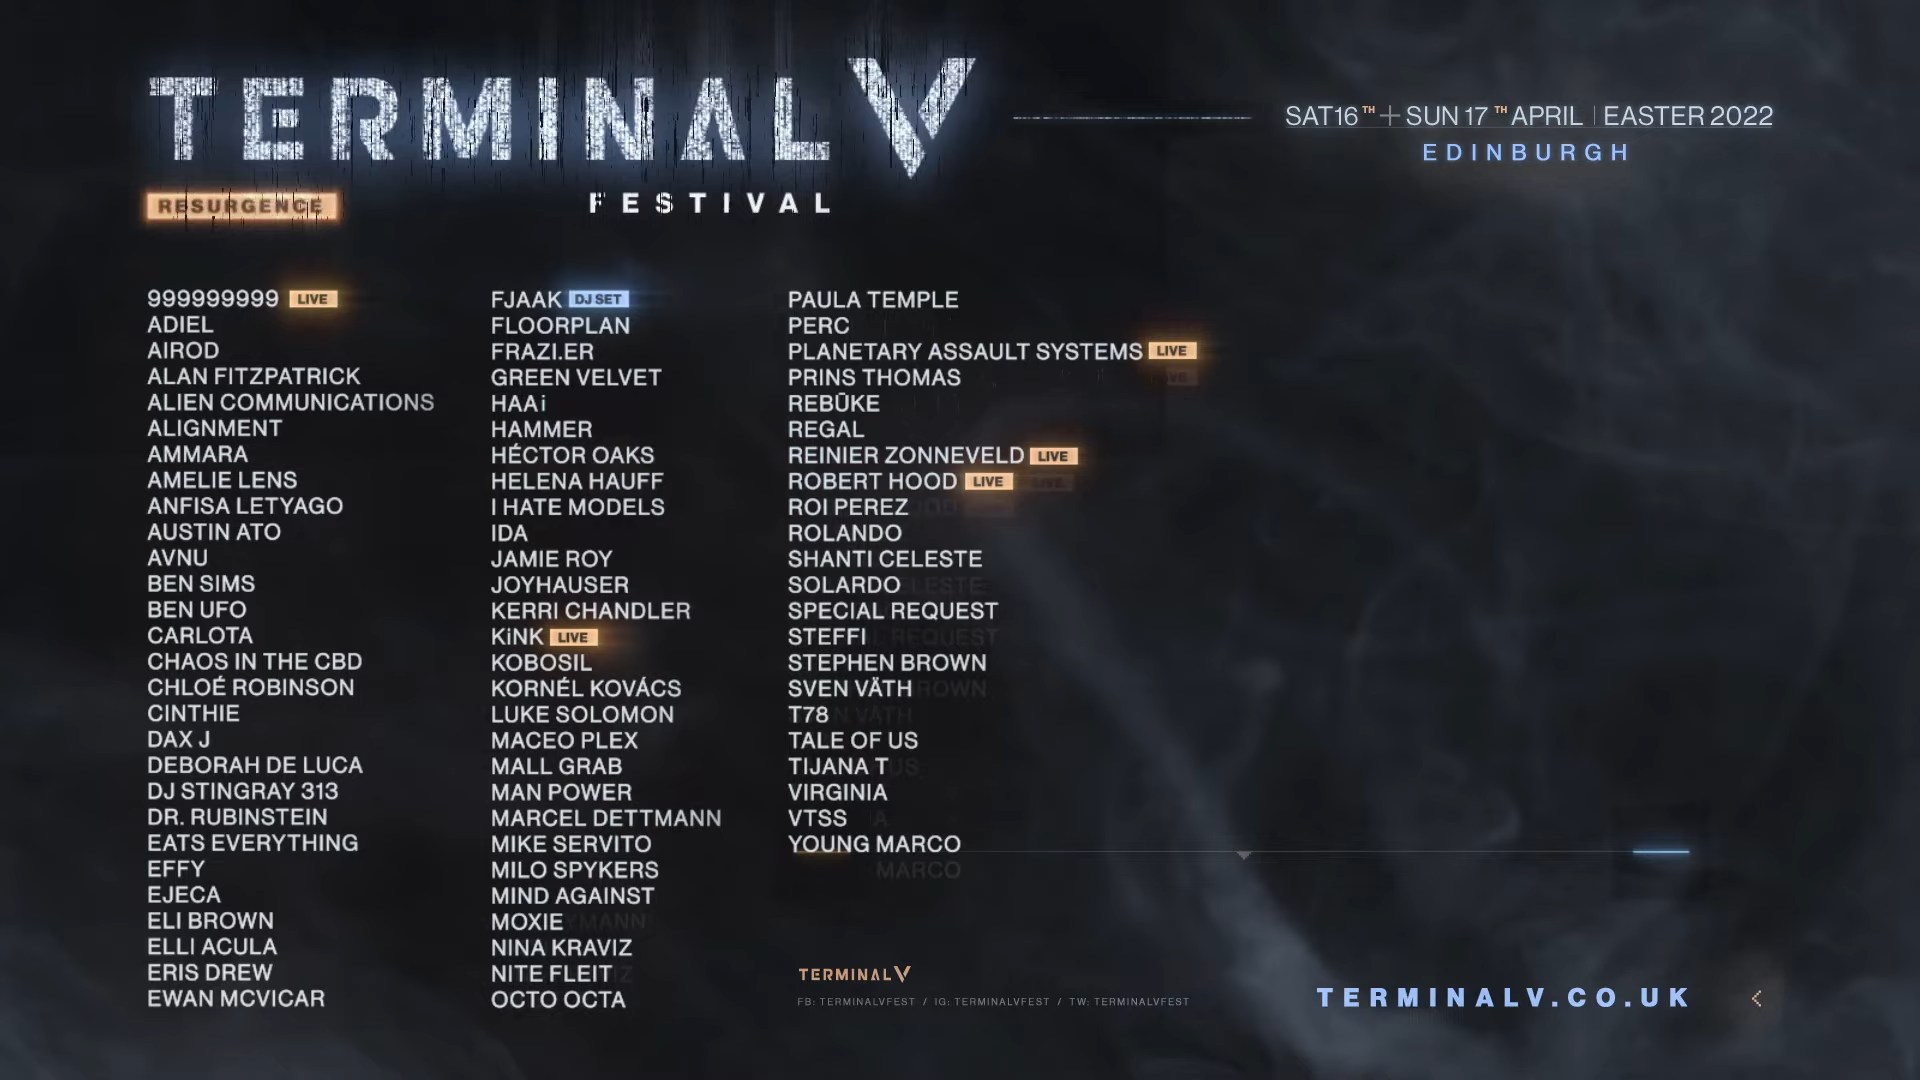 TERMINAL V
RESURGENCE
FESTIVAL
SAT 16TH + SUN 17TH APRIL | EASTER 2022
EDINBURGH
999999999 LIVE
ADIEL
AIROD
ALAN FITZPATRICK
ALIEN COMMUNICATIONS
ALIGNMENT
AMMARA
AMELIE LENS
ANFISA LETYAGO
AUSTIN ATO
AVNU
BEN SIMS
BEN UFO
CARLOTA
CHAOS IN THE CBD
CHLOÉ ROBINSON
CINTHIE
DAX J
DEBORAH DE LUCA
DJ STINGRAY 313
DR. RUBINSTEIN
EATS EVERYTHING
EFFY
EJECA
ELI BROWN
ELLI ACULA
ERIS DREW
EWAN MCVICAR
FJAAK DJ SET
FLOORPLAN
FRAZI.ER
GREEN VELVET
HAAi
HAMMER
HÉCTOR OAKS
HELENA HAUFF
I HATE MODELS
IDA
JAMIE ROY
JOYHAUSER
KERRI CHANDLER
KiNK LIVE
KOBOSIL
KORNÉL KOVÁCS
LUKE SOLOMON
MACEO PLEX
MALL GRAB
MAN POWER
MARCEL DETTMANN
MIKE SERVITO
MILO SPYKERS
MIND AGAINST
MOXIE
NINA KRAVIZ
NITE FLEIT
OCTO OCTA
PAULA TEMPLE
PERC
PLANETARY ASSAULT SYSTEMS LIVE
PRINS THOMAS
REBŪKE
REGAL
REINIER ZONNEVELD LIVE
ROBERT HOOD LIVE
ROI PEREZ
ROLANDO
SHANTI CELESTE
SOLARDO
SPECIAL REQUEST
STEFFI
STEPHEN BROWN
SVEN VÄTH
T78
TALE OF US
TIJANA T
VIRGINIA
VTSS
YOUNG MARCO
TERMINAL V
FB: TERMINALVFEST / IG: TERMINALVFEST / TW: TERMINALVFEST
TERMINALV.CO.UK